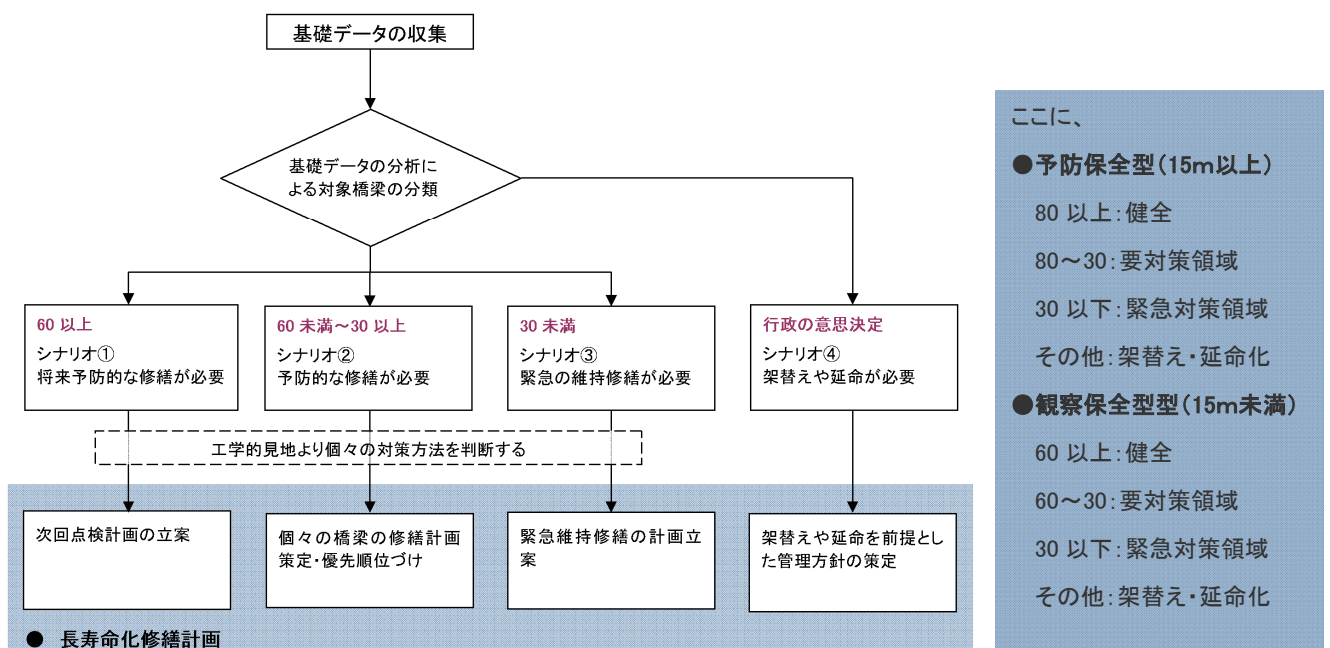 基礎データの収集
基礎データの分析に
よる対象橋梁の分類
60 以上
シナリオ①
将来予防的な修繕が必要
60 未満～30 以上
シナリオ②
予防的な修繕が必要
30 未満
シナリオ③
緊急の維持修繕が必要
行政の意思決定
シナリオ④
架替えや延命が必要
工学的見地より個々の対策方法を判断する
次回点検計画の立案
個々の橋梁の修繕計画
策定・優先順位づけ
緊急維持修繕の計画立
案
架替えや延命を前提とし
た管理方針の策定
● 長寿命化修繕計画
ここに、
●予防保全型(15m以上)
80 以上：健全
80～30：要対策領域
30 以下：緊急対策領域
その他：架替え・延命化
●観察保全型型(15m未満)
60 以上：健全
60～30：要対策領域
30 以下：緊急対策領域
その他：架替え・延命化